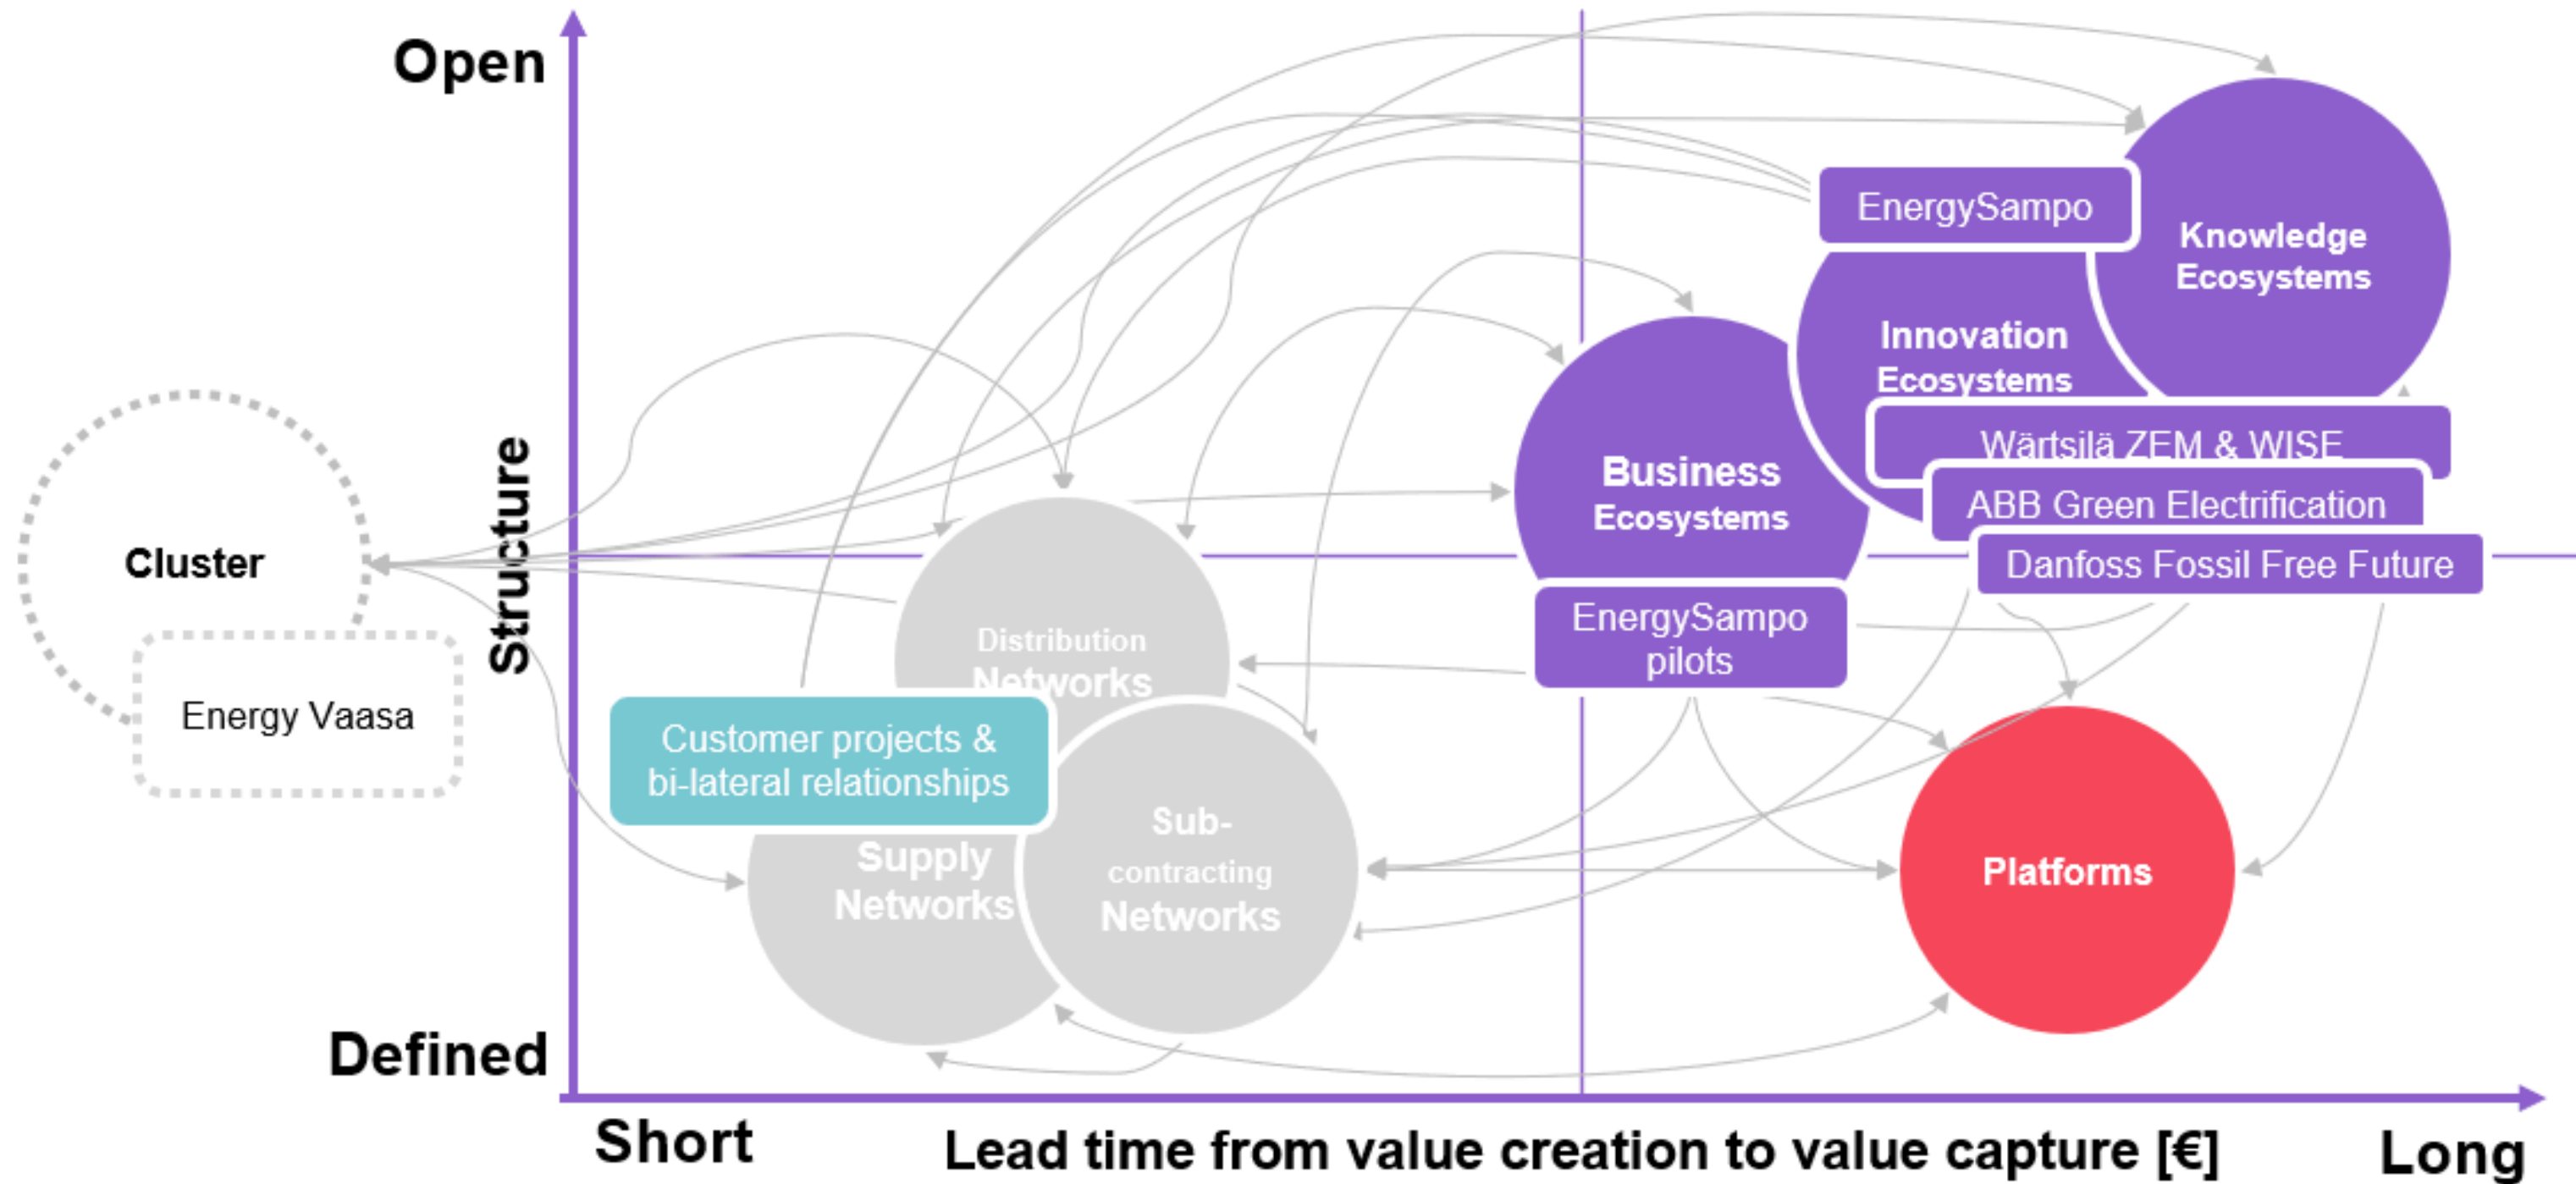 Open
EnergySampo
Knowledge
Ecosystems
Innovation
Ecosystems
Wärtsilä ZEM & WISE
Business
Ecosystems
ABB Green Electrification
Danfoss Fossil Free Future
Cluster
Structure
Energy Vaasa
Distribution
Networks
EnergySampo
pilots
Customer projects &
bi-lateral relationships
Supply
Networks
Sub-
contracting
Networks
Platforms
Defined
Short
Lead time from value creation to value capture [€]
Long